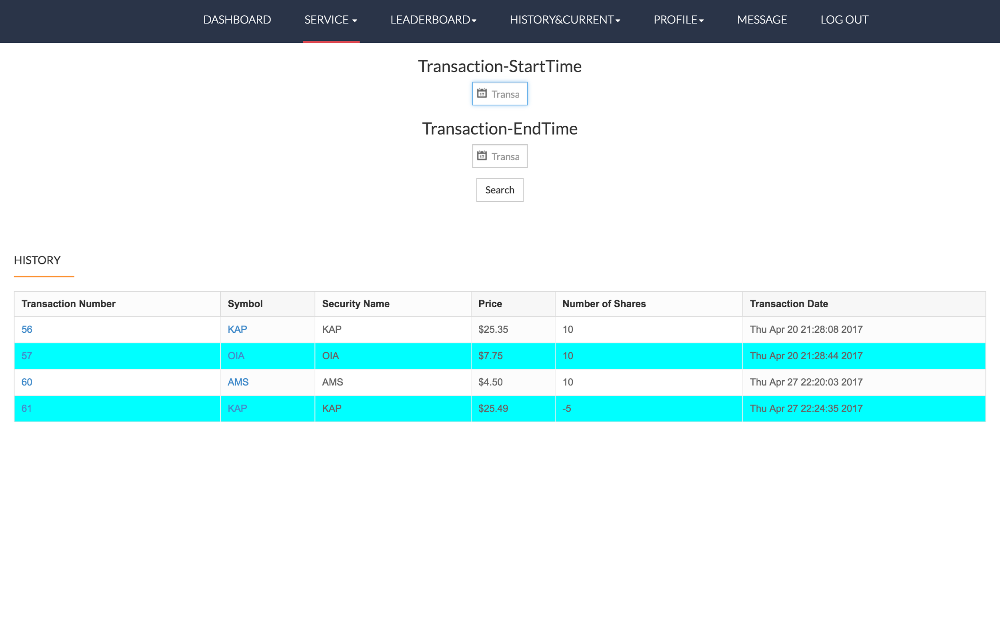 DASHBOARD SERVICE LEADERBOARD HISTORY&CURRENT PROFILE MESSAGE LOG OUT
Transaction-StartTime
17 Transa
Transaction-EndTime
17 Transa
Search
HISTORY
Transaction Number Symbol Security Name Price Number of Shares Transaction Date
56 KAP KAP $25.35 10 Thu Apr 20 21:28:08 2017
57 OIA OIA $7.75 10 Thu Apr 20 21:28:44 2017
60 AMS AMS $4.50 10 Thu Apr 27 22:20:03 2017
61 KAP KAP $25.49 -5 Thu Apr 27 22:24:35 2017